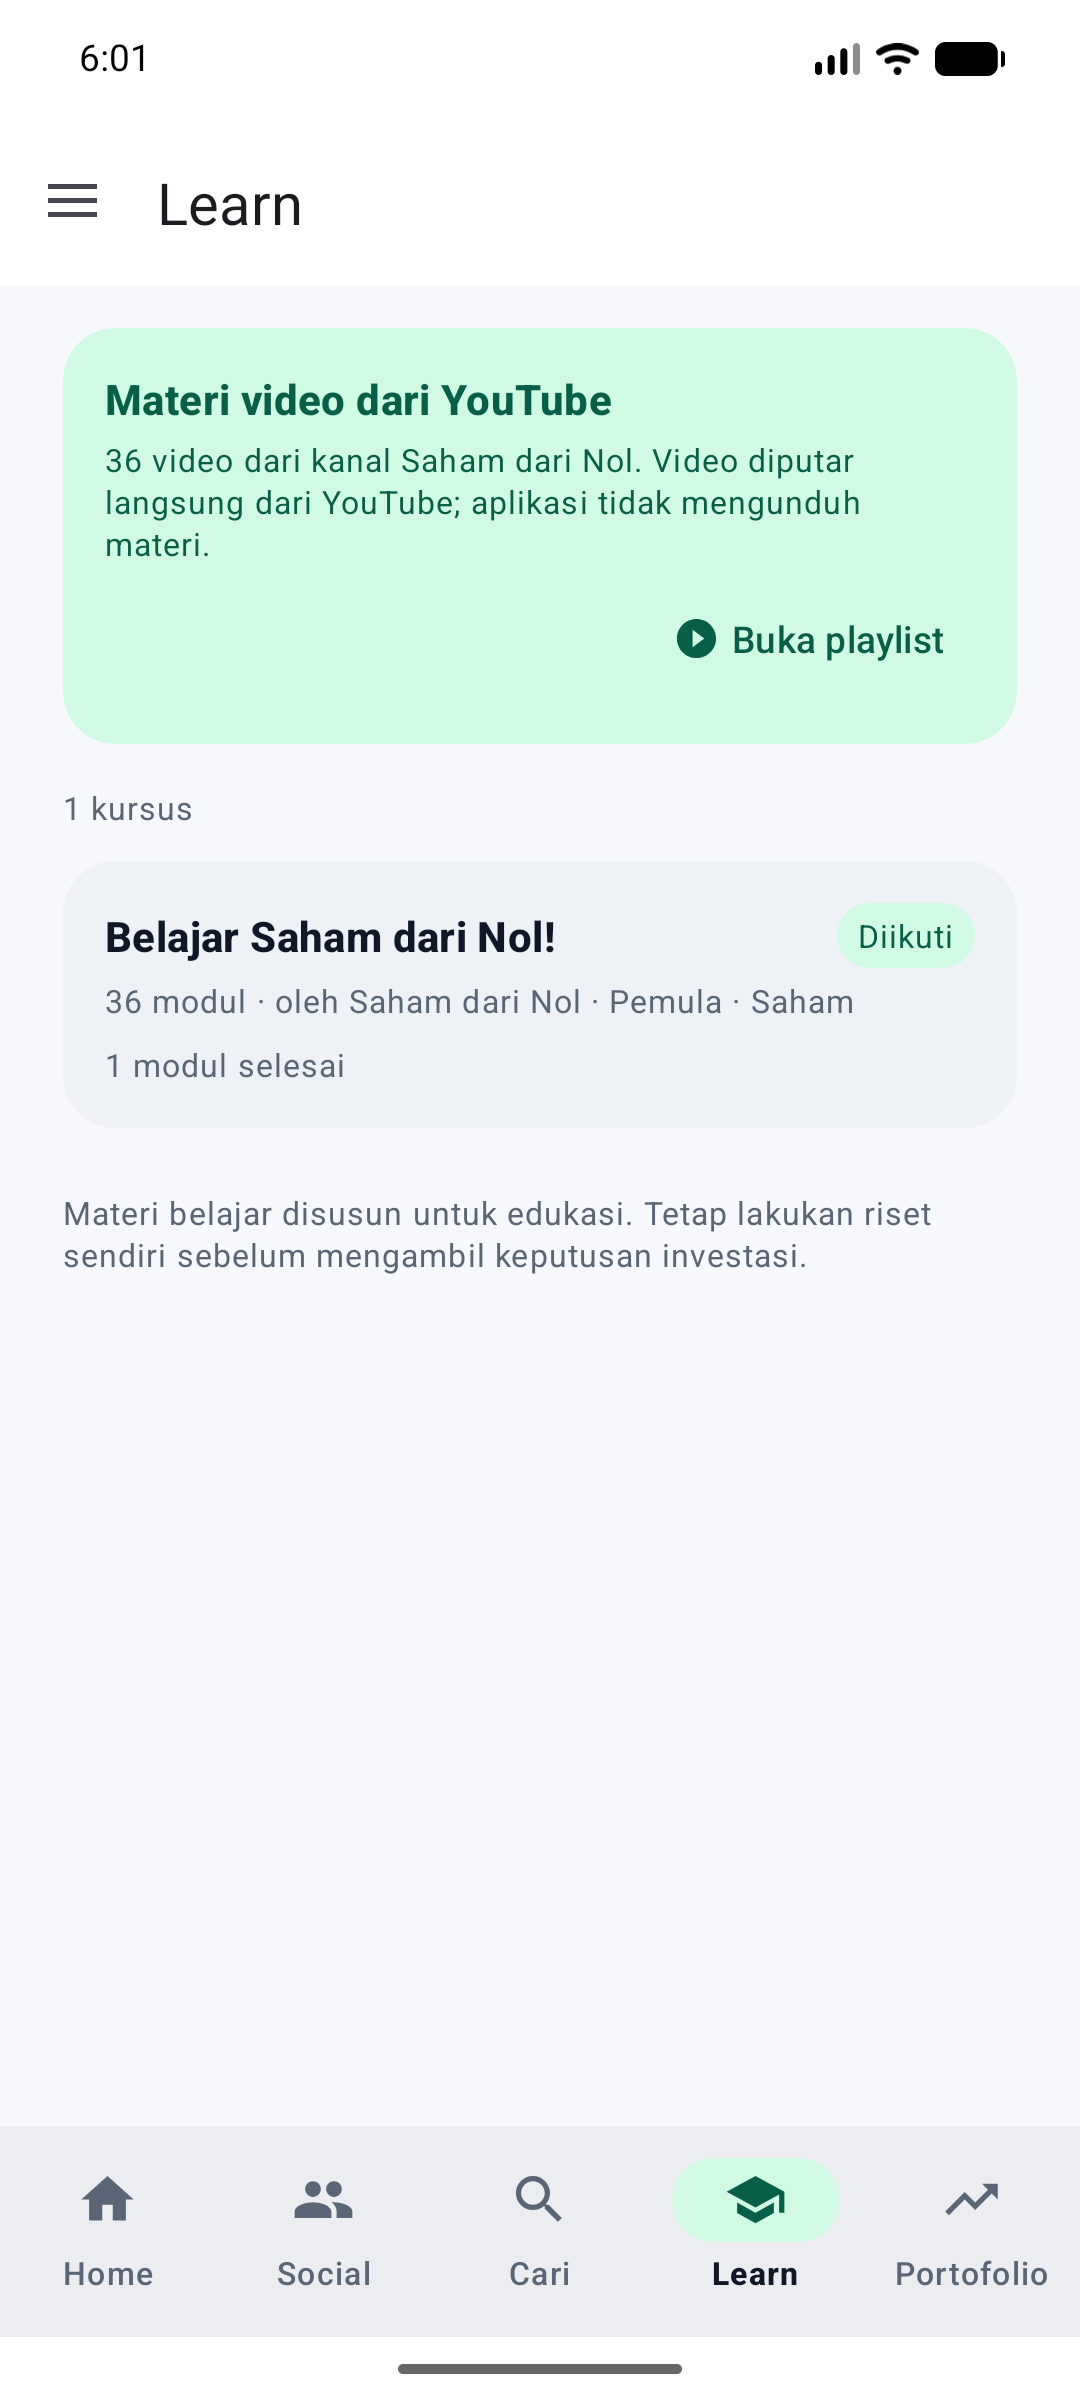 6:01
Learn
Materi video dari YouTube
36 video dari kanal Saham dari Nol. Video diputar
langsung dari YouTube; aplikasi tidak mengunduh
materi.
Buka playlist
1 kursus
Belajar Saham dari Nol!
Diikuti
36 modul · oleh Saham dari Nol · Pemula · Saham
1 modul selesai
Materi belajar disusun untuk edukasi. Tetap lakukan riset
sendiri sebelum mengambil keputusan investasi.
Home
Social
Cari
Learn
Portofolio